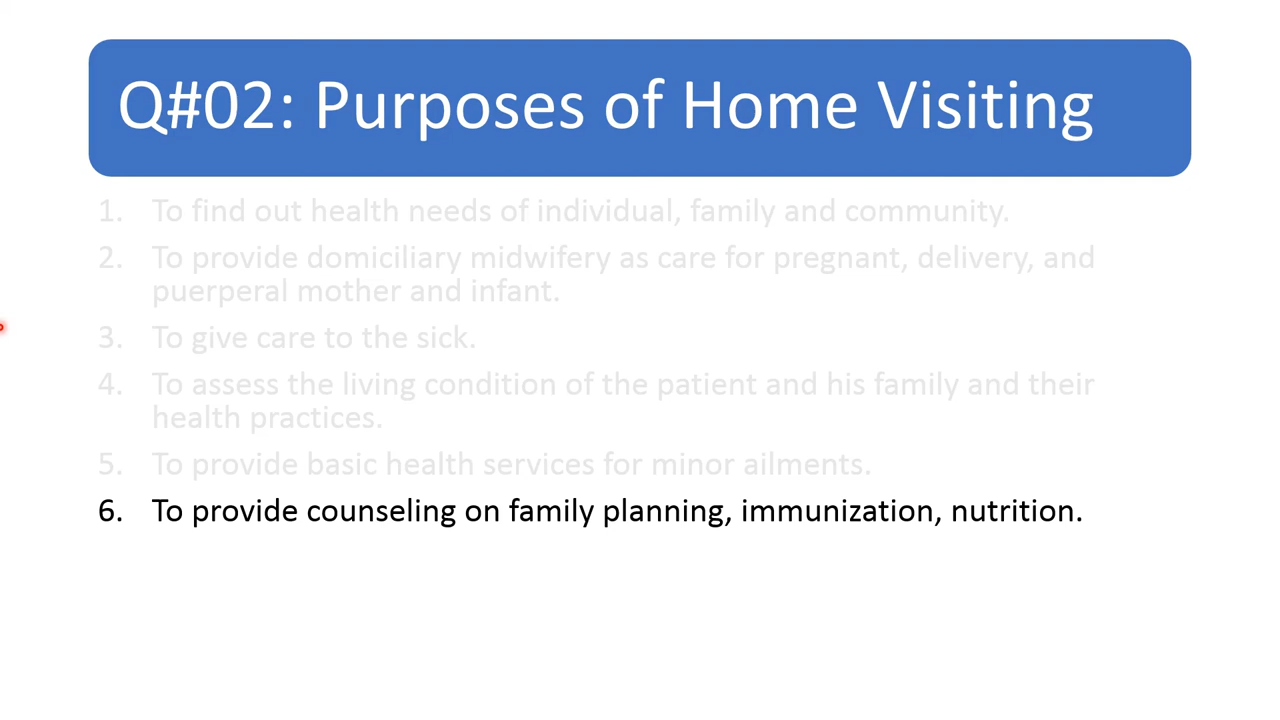 Q#02: Purposes of Home Visiting
1. To find out health needs of individual, family and community.
2. To provide domiciliary midwifery as care for pregnant, delivery, and
puerperal mother and infant.
3. To give care to the sick.
4. To assess the living condition of the patient and his family and their
health practices.
5. To provide basic health services for minor ailments.
6. To provide counseling on family planning, immunization, nutrition.